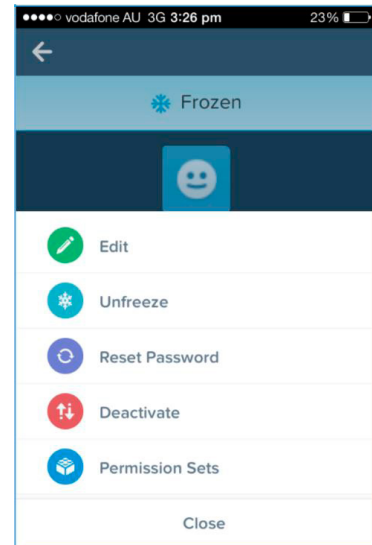 vodafone AU 3G 3:26 pm 23%
Frozen
Edit
Unfreeze
Reset Password
Deactivate
Permission Sets
Close